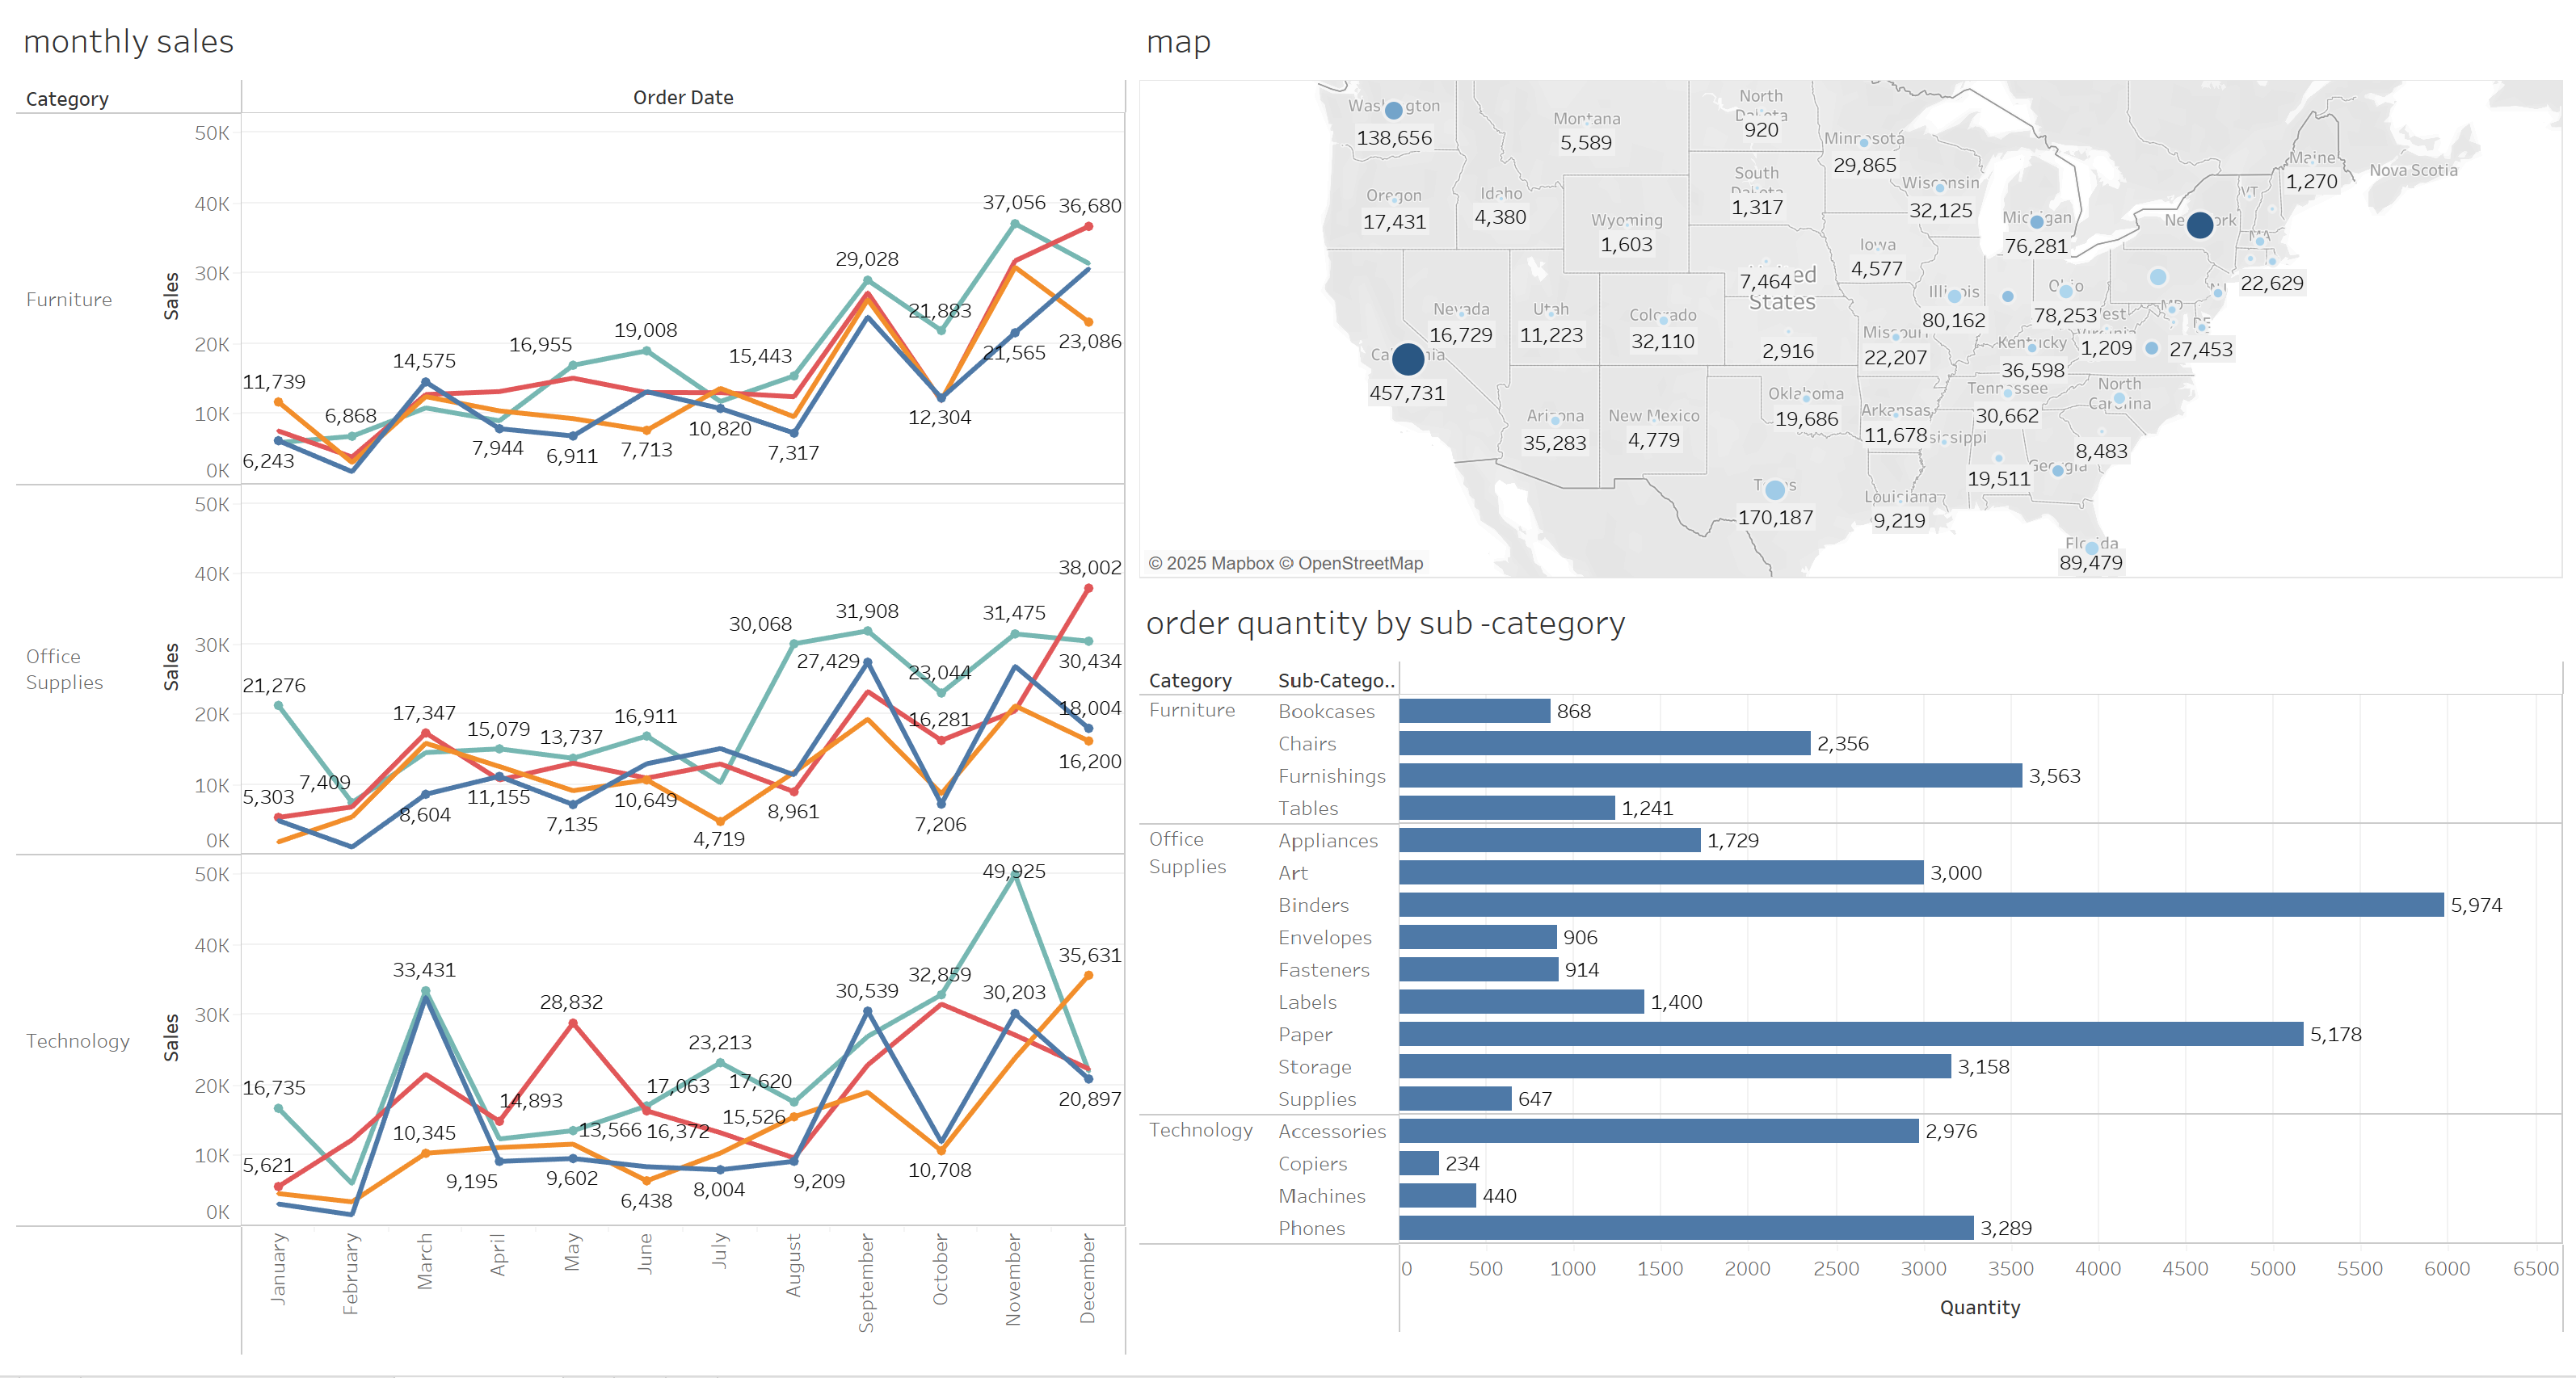 monthly sales
Category
Order Date
Furniture
Sales
50K
40K
30K
20K
10K
0K
11,739
6,243
6,868
14,575
7,944
16,955
6,911
19,008
7,713
10,820
15,443
7,317
29,028
21,883
12,304
37,056
21,565
36,680
23,086
Office
Supplies
Sales
50K
40K
30K
20K
10K
0K
21,276
5,303
7,409
17,347
8,604
15,079
11,155
13,737
7,135
16,911
10,649
4,719
30,068
8,961
31,908
27,429
23,044
16,281
7,206
31,475
38,002
30,434
18,004
16,200
Technology
Sales
50K
40K
30K
20K
10K
0K
16,735
5,621
33,431
10,345
14,893
9,195
28,832
13,566
9,602
17,063
16,372
6,438
23,213
8,004
17,620
15,526
9,209
30,539
32,859
10,708
49,925
30,203
35,631
20,897
January
February
March
April
May
June
July
August
September
October
November
December
map
138,656
Montana
5,589
North
920
29,865
Maine
1,270
Nova Scotia
Oregon
17,431
Idaho
4,380
Wyoming
1,603
South
1,317
Wisconsin
32,125
Michigan
76,281
VT
Iowa
4,577
7,464
States
22,629
Nevada
16,729
Utah
11,223
Colorado
32,110
2,916
Missouri
22,207
Illinois
80,162
Ohio
78,253
Kentucky
36,598
1,209
27,453
457,731
Arizona
35,283
New Mexico
4,779
Oklahoma
19,686
Arkansas
11,678
Tennessee
30,662
North
Carolina
8,483
19,511
Georgia
170,187
Louisiana
9,219
Florida
89,479
© 2025 Mapbox © OpenStreetMap
order quantity by sub -category
Category
Sub-Catego..
Furniture
Bookcases 868
Chairs 2,356
Furnishings 3,563
Tables 1,241
Office
Supplies
Appliances 1,729
Art 3,000
Binders 5,974
Envelopes 906
Fasteners 914
Labels 1,400
Paper 5,178
Storage 3,158
Supplies 647
Technology
Accessories 2,976
Copiers 234
Machines 440
Phones 3,289
0 500 1000 1500 2000 2500 3000 3500 4000 4500 5000 5500 6000 6500
Quantity